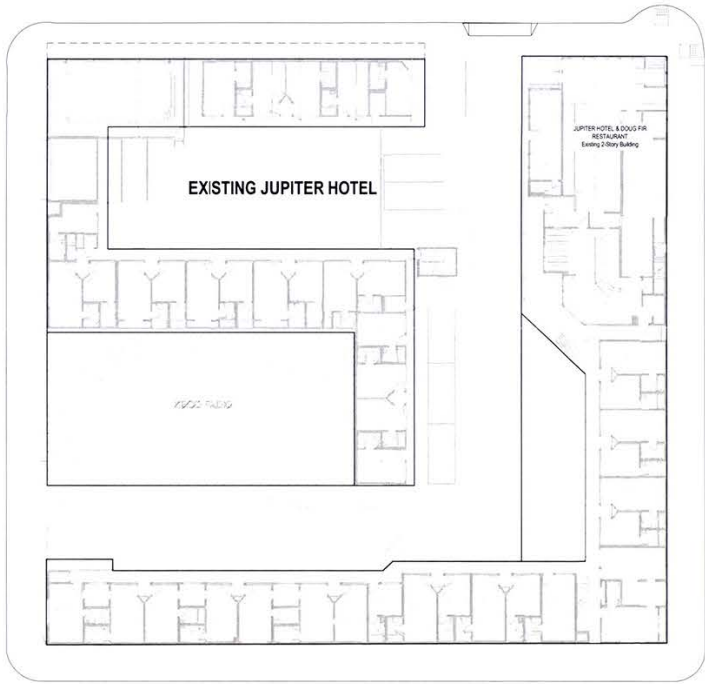 JUPITER HOTEL & DOUG FIR
RESTAURANT
Existing 2-Story Building
EXISTING JUPITER HOTEL